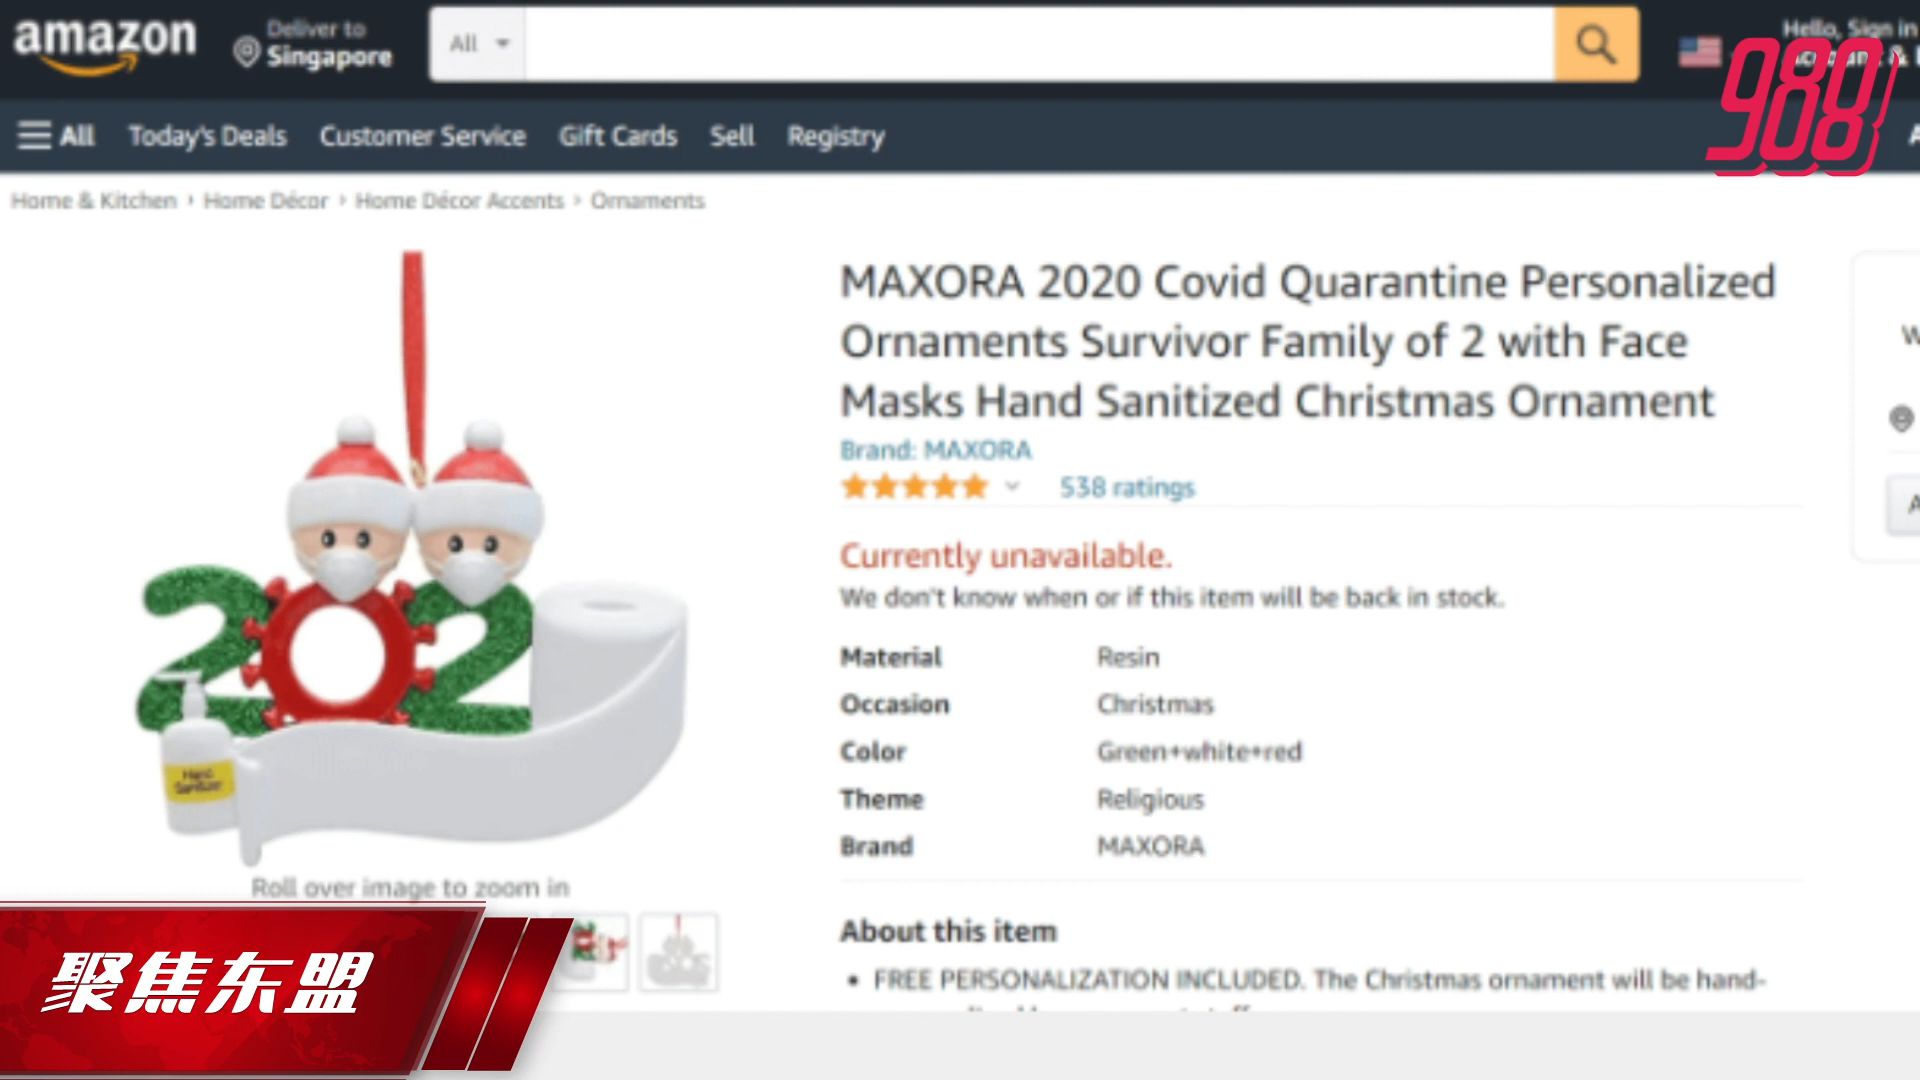 amazon
Deliver to
Singapore
All
Hello, Sign in
988
All
Today's Deals
Customer Service
Gift Cards
Sell
Registry
Home & Kitchen › Home Décor › Home Décor Accents › Ornaments
MAXORA 2020 Covid Quarantine Personalized
Ornaments Survivor Family of 2 with Face
Masks Hand Sanitized Christmas Ornament
Brand: MAXORA
538 ratings
Currently unavailable.
We don't know when or if this item will be back in stock.
Material Resin
Occasion Christmas
Color Green+white+red
Theme Religious
Brand MAXORA
202
Hand
Sanitizer
Roll over image to zoom in
About this item
• FREE PERSONALIZATION INCLUDED. The Christmas ornament will be hand-
聚焦东盟